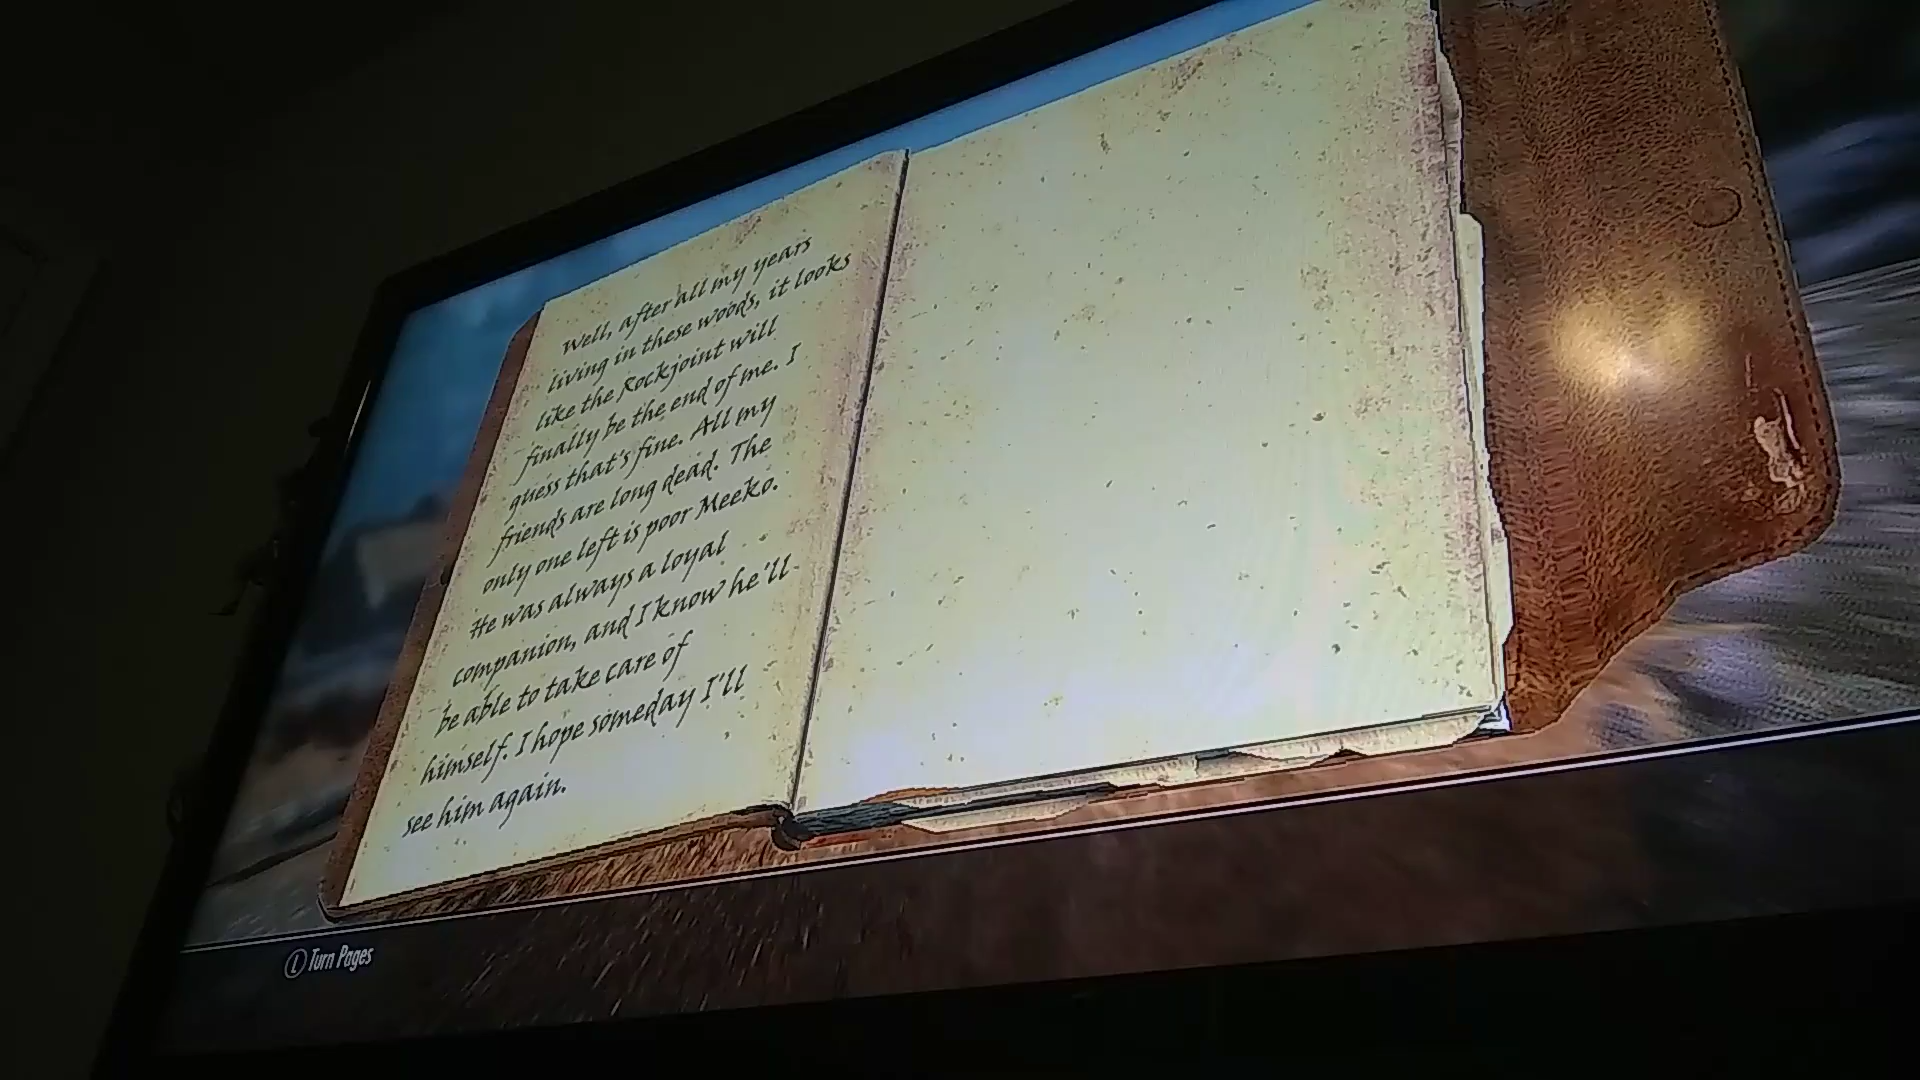 Well, after all my years
living in these woods, it looks
like the Rockjoint will
finally be the end of me. I
guess that's fine. All my
friends are long dead. The
only one left is poor Meeko.
He was always a loyal
companion, and I know he'll
be able to take care of
himself. I hope someday I'll
see him again.
L Turn Pages